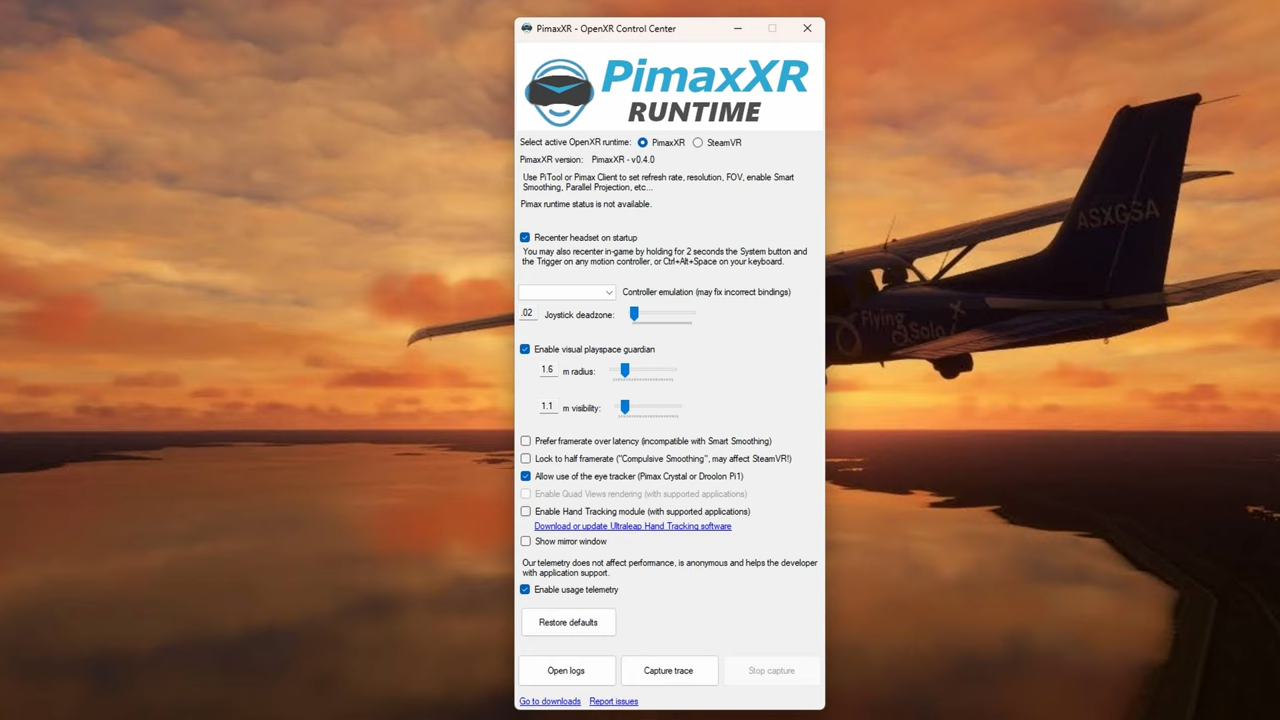 PimaxXR - OpenXR Control Center
PimaxXR
RUNTIME
Select active OpenXR runtime: PimaxXR SteamVR
PimaxXR version: PimaxXR - v0.4.0
Use PiTool or Pimax Client to set refresh rate, resolution, FOV, enable Smart
Smoothing, Parallel Projection, etc...
Pimax runtime status is not available.
Recenter headset on startup
You may also recenter in-game by holding for 2 seconds the System button and
the Trigger on any motion controller, or Ctrl+Alt+Space on your keyboard.
Controller emulation (may fix incorrect bindings)
.02 Joystick deadzone:
Enable visual playspace guardian
1.6 m radius:
1.1 m visibility:
Prefer framerate over latency (incompatible with Smart Smoothing)
Lock to half framerate ("Compulsive Smoothing", may affect SteamVR!)
Allow use of the eye tracker (Pimax Crystal or Droolon Pi1)
Enable Quad Views rendering (with supported applications)
Enable Hand Tracking module (with supported applications)
Download or update Ultraleap Hand Tracking software
Show mirror window
Our telemetry does not affect performance, is anonymous and helps the developer
with application support.
Enable usage telemetry
Restore defaults
Open logs Capture trace Stop capture
Go to downloads Report issues
ASXGSA
Flying
Solo